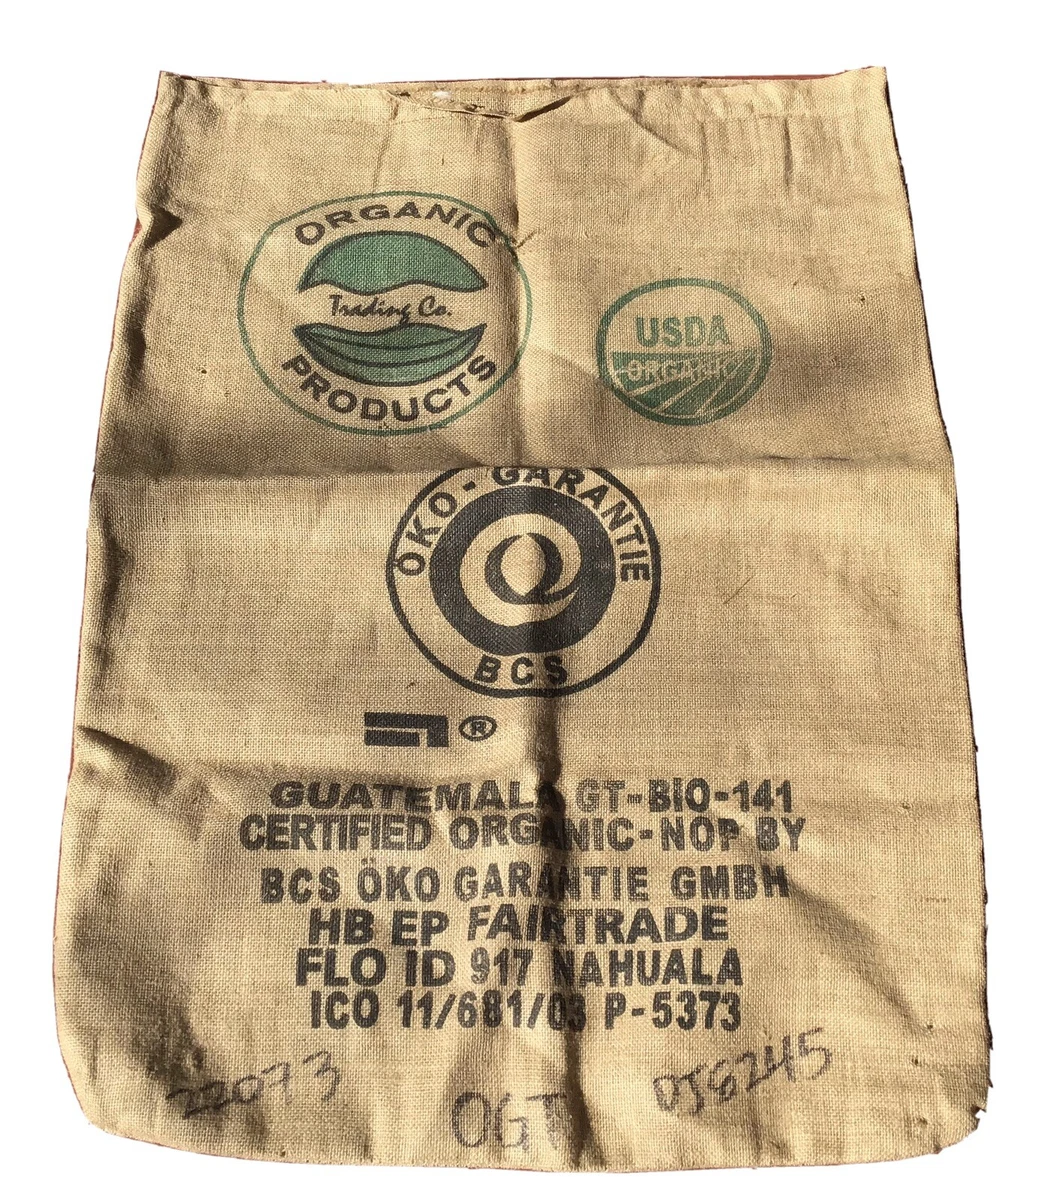 ORGANIC
Trading Co.
PRODUCTS
USDA
ORGANIC
ÖKO - GARANTIE
BCS
®
GUATEMALA GT-BIO-141
CERTIFIED ORGANIC-NOP BY
BCS ÖKO GARANTIE GMBH
HB EP FAIRTRADE
FLO ID 917 NAHUALA
ICO 11/681/03 P-5373
22073
OGT